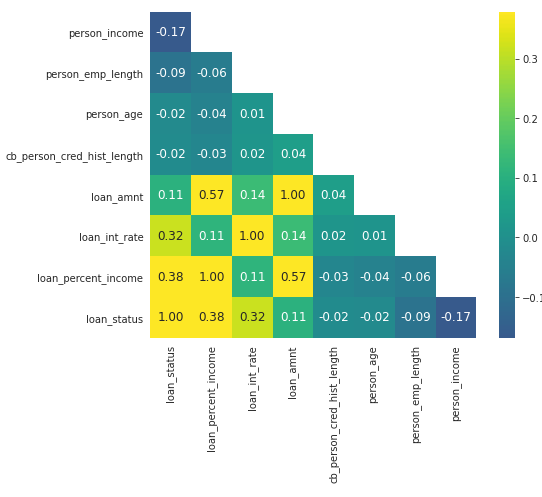 person_income -0.17
person_emp_length -0.09 -0.06
person_age -0.02 -0.04 0.01
cb_person_cred_hist_length -0.02 -0.03 0.02 0.04
loan_amnt 0.11 0.57 0.14 1.00 0.04
loan_int_rate 0.32 0.11 1.00 0.14 0.02 0.01
loan_percent_income 0.38 1.00 0.11 0.57 -0.03 -0.04 -0.06
loan_status 1.00 0.38 0.32 0.11 -0.02 -0.02 -0.09 -0.17
loan_status
loan_percent_income
loan_int_rate
loan_amnt
cb_person_cred_hist_length
person_age
person_emp_length
person_income
0.3
0.2
0.1
0.0